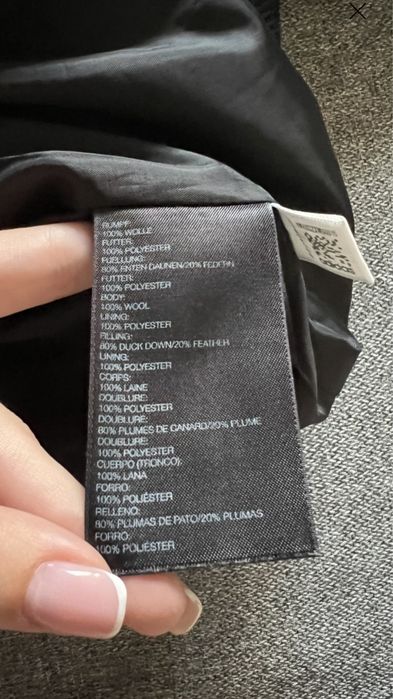 RUMPF:
100% WOLLE
FUTTER:
100% POLYESTER
FUELLUNG:
80% ENTEN DAUNEN/20% FEDERN
FUTTER:
100% POLYESTER
BODY:
100% WOOL
LINING:
100% POLYESTER
FILLING:
80% DUCK DOWN/20% FEATHER
LINING:
100% POLYESTER
CORPS:
100% LAINE
DOUBLURE:
100% POLYESTER
DOUBLURE:
80% PLUMES DE CANARD/20% PLUME
DOUBLURE:
100% POLYESTER
CUERPO (TRONCO):
100% LANA
FORRO:
100% POLIÉSTER
RELLENO:
80% PLUMAS DE PATO/20% PLUMAS
FORRO:
100% POLIÉSTER